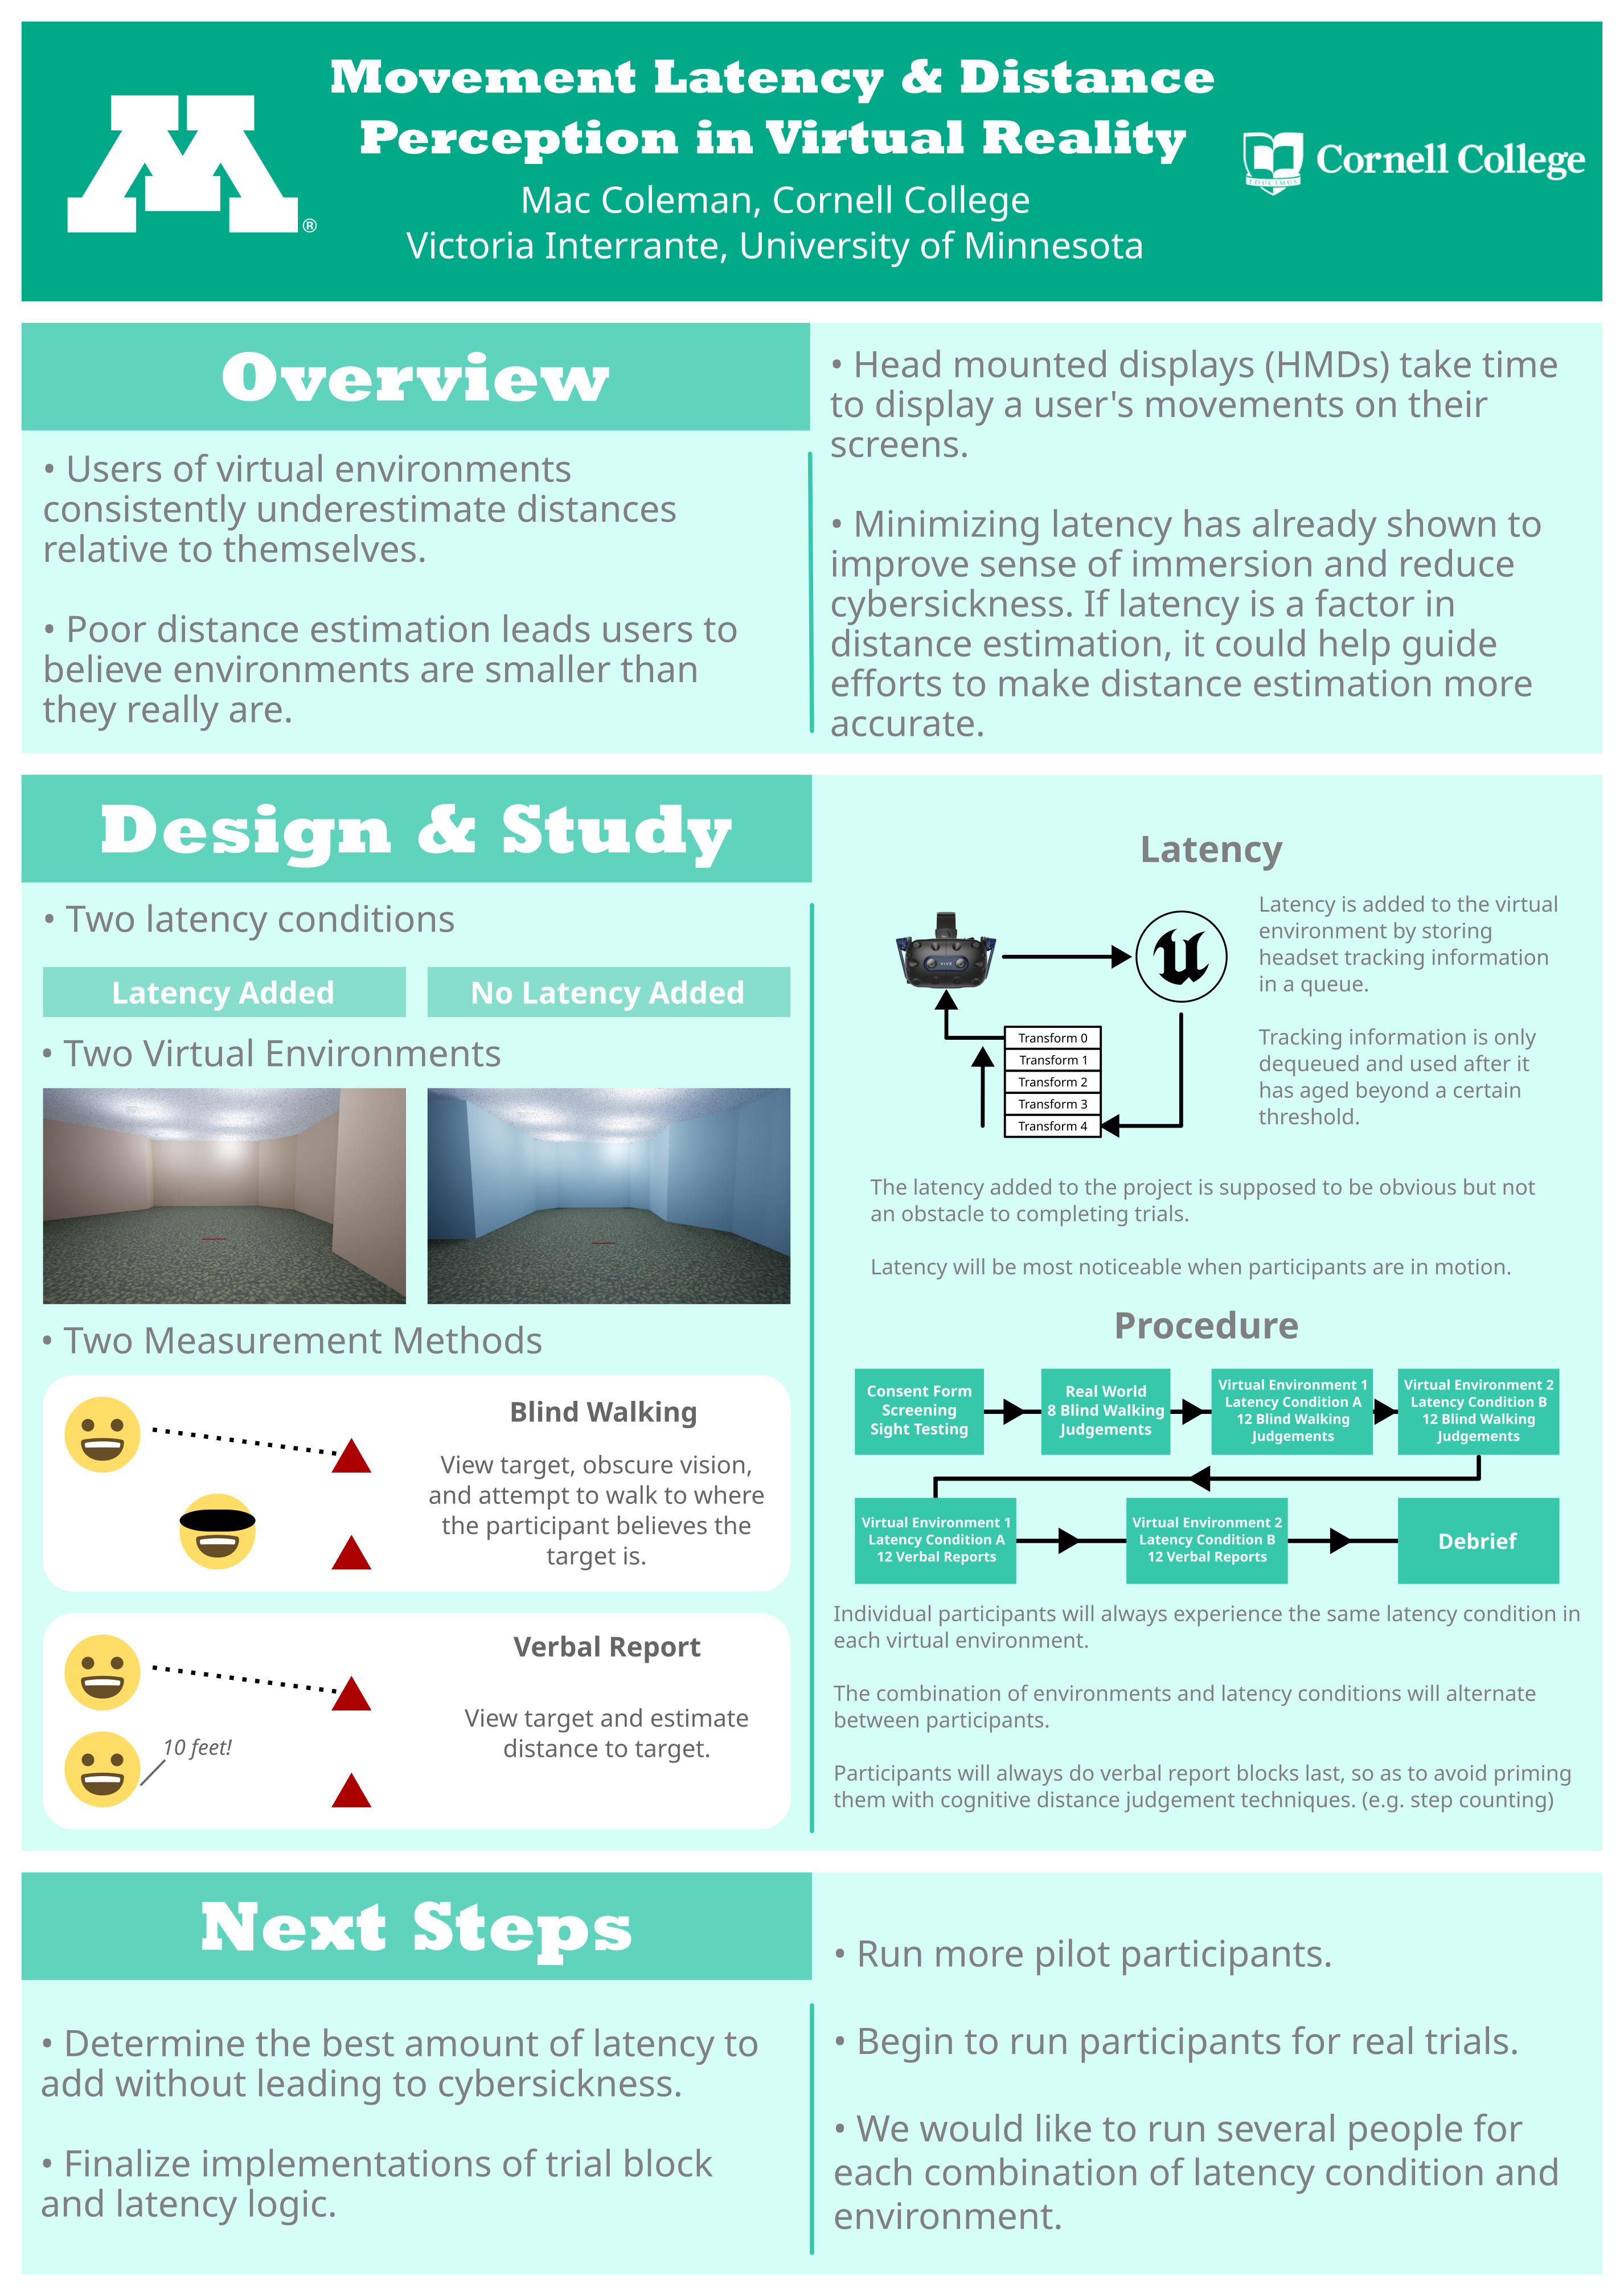 Movement Latency & Distance
Perception in Virtual Reality
Mac Coleman, Cornell College
Victoria Interrante, University of Minnesota
M®
EDUCIMUS
Cornell College
Overview
• Users of virtual environments
consistently underestimate distances
relative to themselves.
• Poor distance estimation leads users to
believe environments are smaller than
they really are.
• Head mounted displays (HMDs) take time
to display a user's movements on their
screens.
• Minimizing latency has already shown to
improve sense of immersion and reduce
cybersickness. If latency is a factor in
distance estimation, it could help guide
efforts to make distance estimation more
accurate.
Design & Study
• Two latency conditions
Latency Added
No Latency Added
• Two Virtual Environments
• Two Measurement Methods
Blind Walking
View target, obscure vision,
and attempt to walk to where
the participant believes the
target is.
Verbal Report
View target and estimate
distance to target.
10 feet!
Latency
VIVE
Latency is added to the virtual
environment by storing
headset tracking information
in a queue.
Tracking information is only
dequeued and used after it
has aged beyond a certain
threshold.
Transform 0
Transform 1
Transform 2
Transform 3
Transform 4
The latency added to the project is supposed to be obvious but not
an obstacle to completing trials.
Latency will be most noticeable when participants are in motion.
Procedure
Consent Form
Screening
Sight Testing
Real World
8 Blind Walking
Judgements
Virtual Environment 1
Latency Condition A
12 Blind Walking
Judgements
Virtual Environment 2
Latency Condition B
12 Blind Walking
Judgements
Virtual Environment 1
Latency Condition A
12 Verbal Reports
Virtual Environment 2
Latency Condition B
12 Verbal Reports
Debrief
Individual participants will always experience the same latency condition in
each virtual environment.
The combination of environments and latency conditions will alternate
between participants.
Participants will always do verbal report blocks last, so as to avoid priming
them with cognitive distance judgement techniques. (e.g. step counting)
Next Steps
• Determine the best amount of latency to
add without leading to cybersickness.
• Finalize implementations of trial block
and latency logic.
• Run more pilot participants.
• Begin to run participants for real trials.
• We would like to run several people for
each combination of latency condition and
environment.